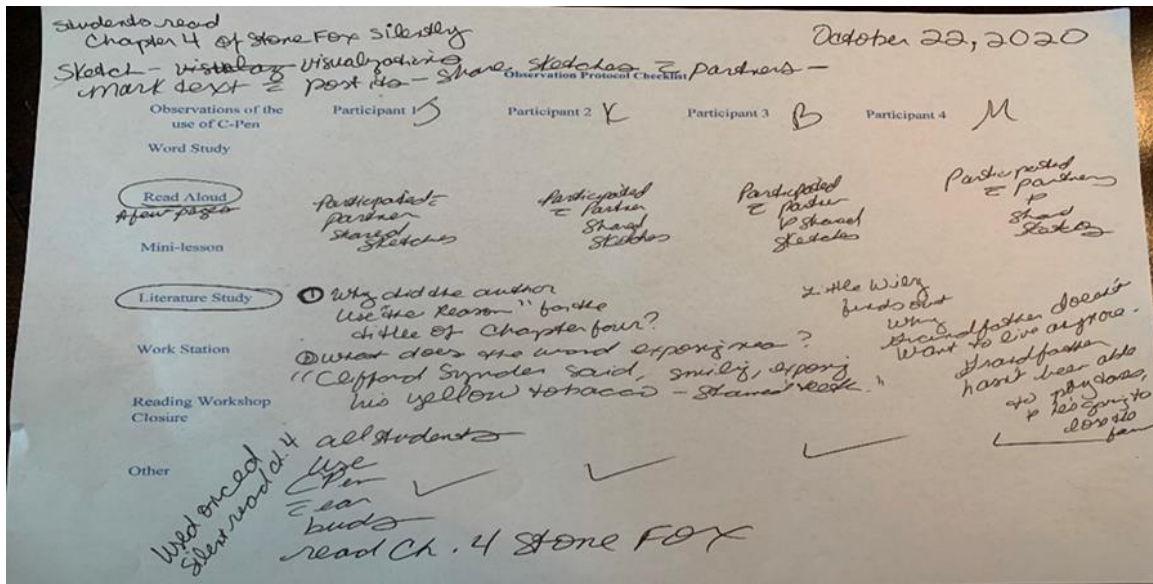 Students read
Chapter 4 of Stone Fox silently
October 22, 2020
Sketch - visualizations
mark text c̄ post its - share sketches c̄ partners -
Observation Protocol Checklist
Observations of the use of C-Pen
Participant 1 J
Participant 2 K
Participant 3 B
Participant 4 M
Word Study
Read Aloud
A few pages
Participated c̄
partner
shared
sketches
Participated
c̄ Partner
shared
sketches
Participated
c̄ partner
& shared
sketches
Participated
c̄ partners
&
shared
sketches
Mini-lesson
Literature Study
① Why did the author
use "the Reason" for the
title of Chapter four?
Little Willy
finds out
why
Grandfather doesn't
want to live anymore.
Grandfather
hasn't been able
to pay taxes,
& he's going to
lose the
farm
Work Station
② What does the word exposing
"Clifford Synder said, smiling, exposing
his yellow tobacco - stained teeth"
Reading Workshop
Closure
Other
all students
use
C Pen
c̄ ear
buds
read Ch. 4 Stone Fox
Used once d
Silent read Ch. 4